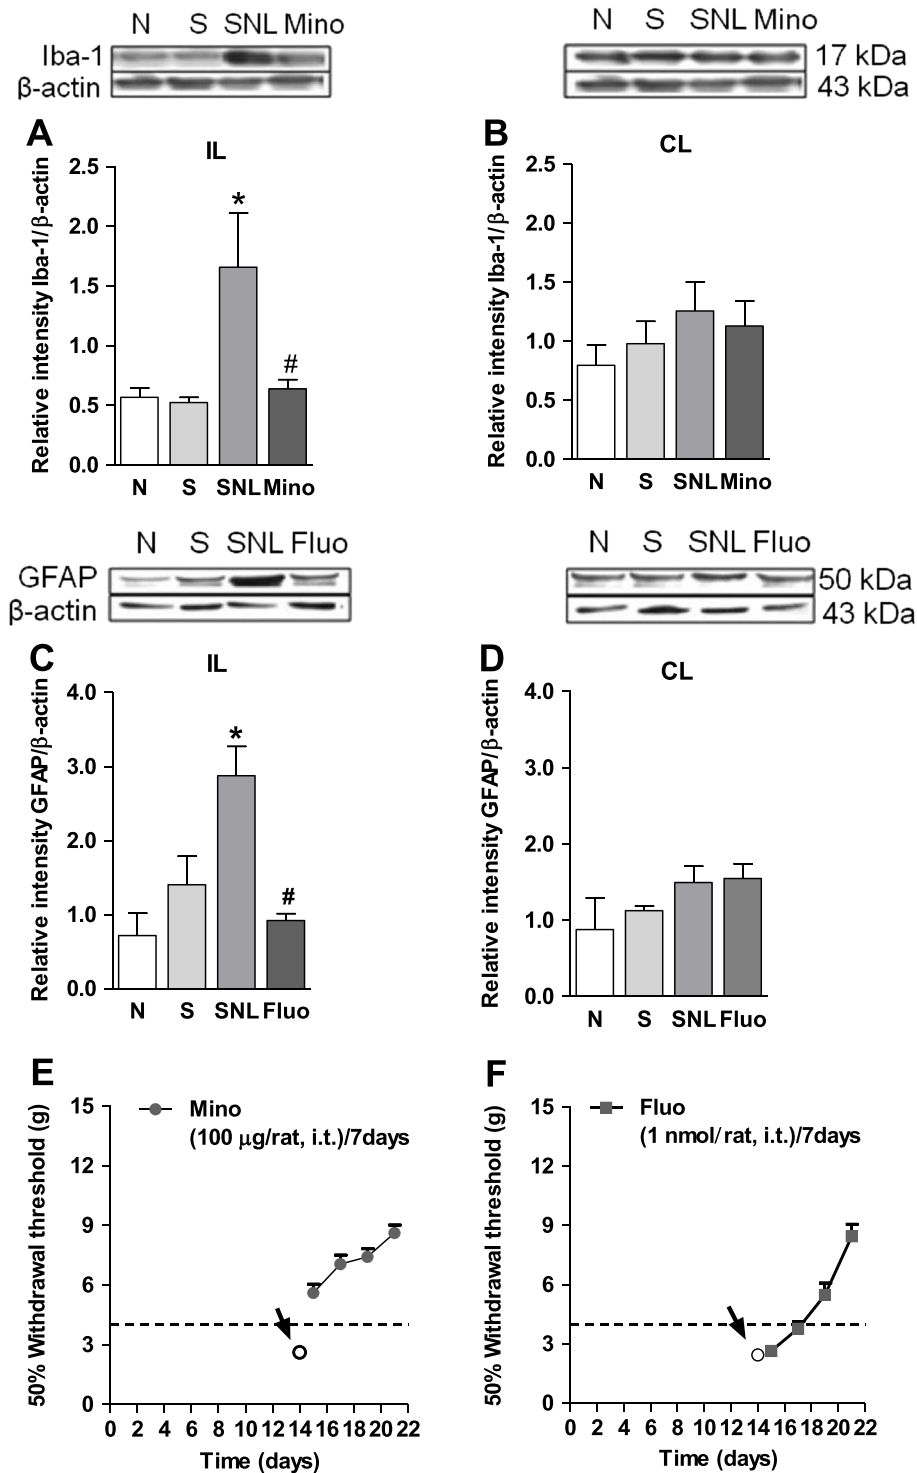 N S SNL Mino
Iba-1
β-actin
N S SNL Mino
17 kDa
43 kDa
A
IL
Relative intensity Iba-1/β-actin
2.5
2.0
1.5
1.0
0.5
0.0
*
#
N S SNL Mino
B
CL
Relative intensity Iba-1/β-actin
2.5
2.0
1.5
1.0
0.5
0.0
N S SNL Mino
N S SNL Fluo
GFAP
β-actin
N S SNL Fluo
50 kDa
43 kDa
C
IL
Relative intensity GFAP/β-actin
4.0
3.0
2.0
1.0
0.0
*
#
N S SNL Fluo
D
CL
Relative intensity GFAP/β-actin
4.0
3.0
2.0
1.0
0.0
N S SNL Fluo
E
50% Withdrawal threshold (g)
15
12
9
6
3
0
Mino
(100 µg/rat, i.t.)/7days
0 2 4 6 8 10 12 14 16 18 20 22
Time (days)
F
50% Withdrawal threshold (g)
15
12
9
6
3
0
Fluo
(1 nmol/rat, i.t.)/7days
0 2 4 6 8 10 12 14 16 18 20 22
Time (days)